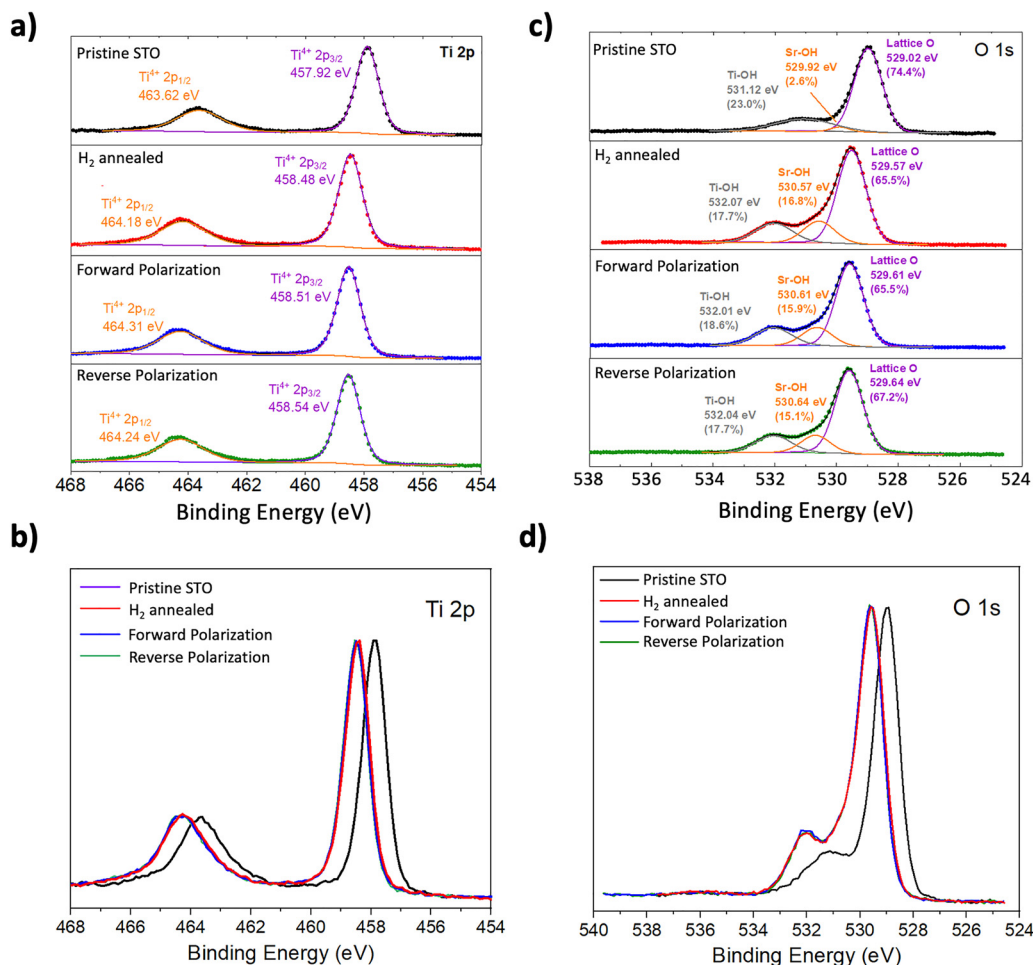 a)
Pristine STO
Ti 2p
Ti⁴⁺ 2p₁/₂
463.62 eV
Ti⁴⁺ 2p₃/₂
457.92 eV
H₂ annealed
Ti⁴⁺ 2p₁/₂
464.18 eV
Ti⁴⁺ 2p₃/₂
458.48 eV
Forward Polarization
Ti⁴⁺ 2p₁/₂
464.31 eV
Ti⁴⁺ 2p₃/₂
458.51 eV
Reverse Polarization
Ti⁴⁺ 2p₁/₂
464.24 eV
Ti⁴⁺ 2p₃/₂
458.54 eV
468 466 464 462 460 458 456 454
Binding Energy (eV)
c)
Pristine STO
O 1s
Ti-OH
531.12 eV
(23.0%)
Sr-OH
529.92 eV
(2.6%)
Lattice O
529.02 eV
(74.4%)
H₂ annealed
Ti-OH
532.07 eV
(17.7%)
Sr-OH
530.57 eV
(16.8%)
Lattice O
529.57 eV
(65.5%)
Forward Polarization
Ti-OH
532.01 eV
(18.6%)
Sr-OH
530.61 eV
(15.9%)
Lattice O
529.61 eV
(65.5%)
Reverse Polarization
Ti-OH
532.04 eV
(17.7%)
Sr-OH
530.64 eV
(15.1%)
Lattice O
529.64 eV
(67.2%)
538 536 534 532 530 528 526 524
Binding Energy (eV)
b)
Pristine STO
H₂ annealed
Forward Polarization
Reverse Polarization
Ti 2p
468 466 464 462 460 458 456 454
Binding Energy (eV)
d)
Pristine STO
H₂ annealed
Forward Polarization
Reverse Polarization
O 1s
540 538 536 534 532 530 528 526 524
Binding Energy (eV)